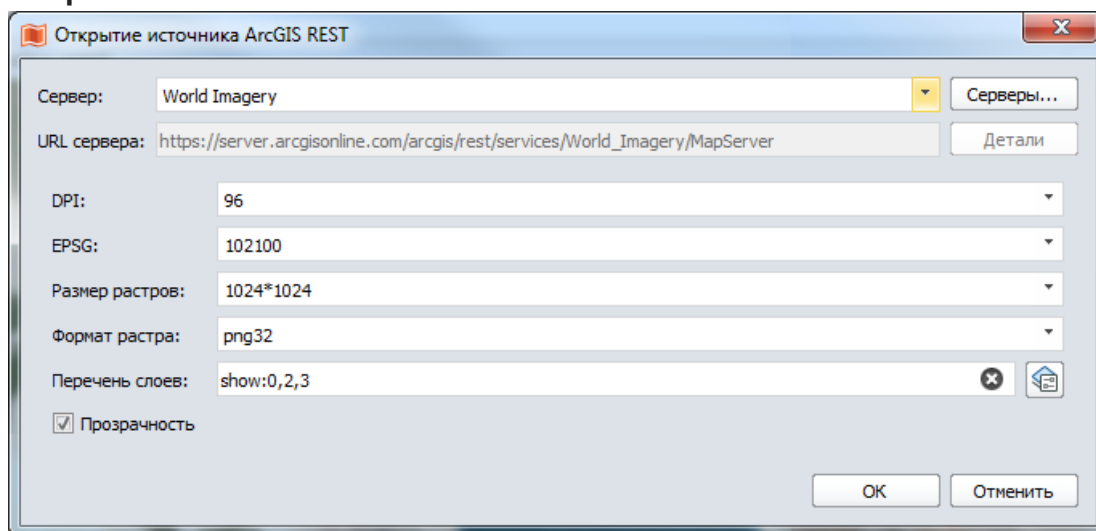 Открытие источника ArcGIS REST
Сервер: World Imagery Серверы...
URL сервера: https://server.arcgisonline.com/arcgis/rest/services/World_Imagery/MapServer Детали
DPI: 96
EPSG: 102100
Размер растров: 1024*1024
Формат растра: png32
Перечень слоев: show:0,2,3
Прозрачность
OK Отменить